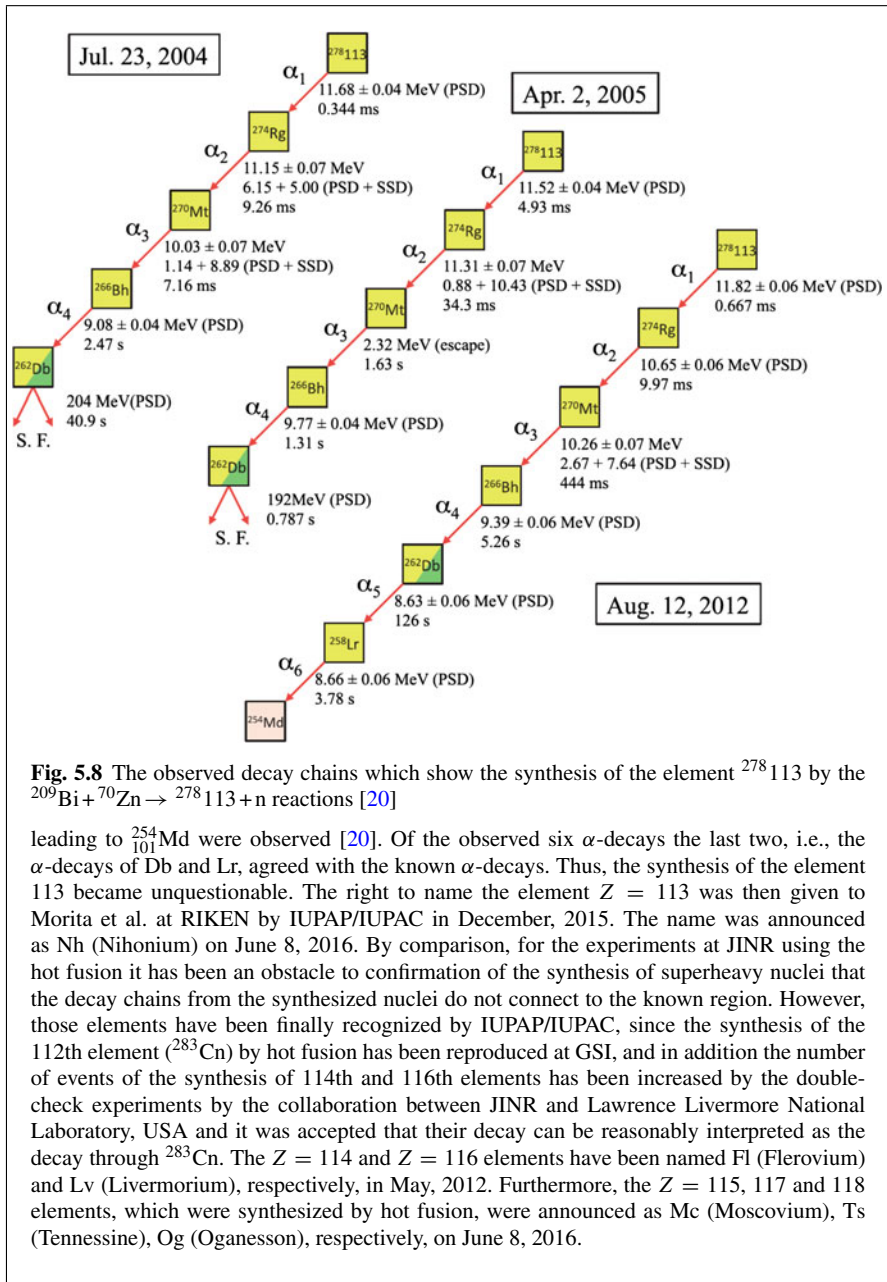 Jul. 23, 2004
²⁷⁸113
α₁
11.68 ± 0.04 MeV (PSD)
0.344 ms
²⁷⁴Rg
α₂
11.15 ± 0.07 MeV
6.15 + 5.00 (PSD + SSD)
9.26 ms
²⁷⁰Mt
α₃
10.03 ± 0.07 MeV
1.14 + 8.89 (PSD + SSD)
7.16 ms
²⁶⁶Bh
α₄
9.08 ± 0.04 MeV (PSD)
2.47 s
²⁶²Db
204 MeV(PSD)
40.9 s
S. F.
Apr. 2, 2005
²⁷⁸113
α₁
11.52 ± 0.04 MeV (PSD)
4.93 ms
²⁷⁴Rg
α₂
11.31 ± 0.07 MeV
0.88 + 10.43 (PSD + SSD)
34.3 ms
²⁷⁰Mt
α₃
2.32 MeV (escape)
1.63 s
²⁶⁶Bh
α₄
9.77 ± 0.04 MeV (PSD)
1.31 s
²⁶²Db
192MeV (PSD)
0.787 s
S. F.
²⁷⁸113
α₁
11.82 ± 0.06 MeV (PSD)
0.667 ms
²⁷⁴Rg
α₂
10.65 ± 0.06 MeV (PSD)
9.97 ms
²⁷⁰Mt
α₃
10.26 ± 0.07 MeV
2.67 + 7.64 (PSD + SSD)
444 ms
²⁶⁶Bh
α₄
9.39 ± 0.06 MeV (PSD)
5.26 s
²⁶²Db
α₅
8.63 ± 0.06 MeV (PSD)
126 s
²⁵⁸Lr
α₆
8.66 ± 0.06 MeV (PSD)
3.78 s
²⁵⁴Md
Aug. 12, 2012
Fig. 5.8 The observed decay chains which show the synthesis of the element ²⁷⁸113 by the
²⁰⁹Bi+⁷⁰Zn→ ²⁷⁸113+n reactions [20]
leading to ²⁵⁴₁₀₁Md were observed [20]. Of the observed six α-decays the last two, i.e., the
α-decays of Db and Lr, agreed with the known α-decays. Thus, the synthesis of the element
113 became unquestionable. The right to name the element Z = 113 was then given to
Morita et al. at RIKEN by IUPAP/IUPAC in December, 2015. The name was announced
as Nh (Nihonium) on June 8, 2016. By comparison, for the experiments at JINR using the
hot fusion it has been an obstacle to confirmation of the synthesis of superheavy nuclei that
the decay chains from the synthesized nuclei do not connect to the known region. However,
those elements have been finally recognized by IUPAP/IUPAC, since the synthesis of the
112th element (²⁸³Cn) by hot fusion has been reproduced at GSI, and in addition the number
of events of the synthesis of 114th and 116th elements has been increased by the double-
check experiments by the collaboration between JINR and Lawrence Livermore National
Laboratory, USA and it was accepted that their decay can be reasonably interpreted as the
decay through ²⁸³Cn. The Z = 114 and Z = 116 elements have been named Fl (Flerovium)
and Lv (Livermorium), respectively, in May, 2012. Furthermore, the Z = 115, 117 and 118
elements, which were synthesized by hot fusion, were announced as Mc (Moscovium), Ts
(Tennessine), Og (Oganesson), respectively, on June 8, 2016.